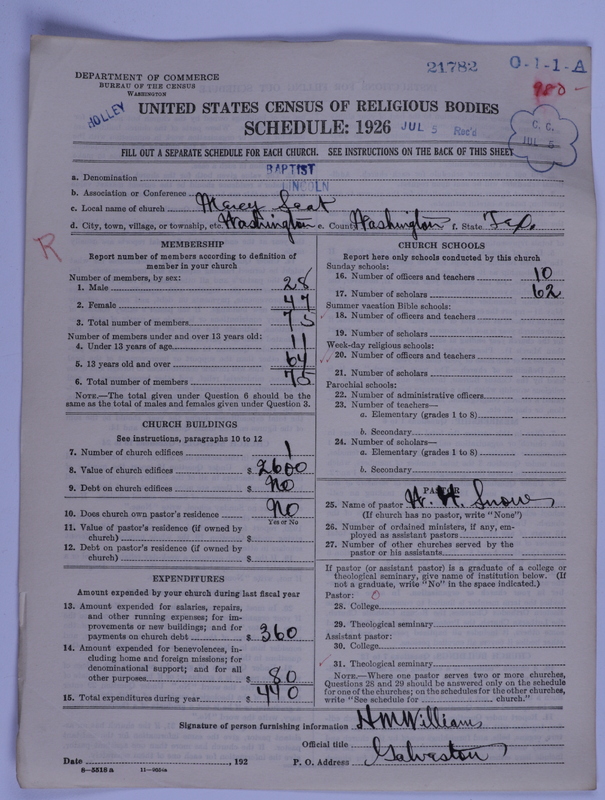 21782 0-1-1-A
DEPARTMENT OF COMMERCE
BUREAU OF THE CENSUS
WASHINGTON
980-
HOLLEY
UNITED STATES CENSUS OF RELIGIOUS BODIES
SCHEDULE: 1926 JUL 5 Rec'd
C. C.
JUL 5
FILL OUT A SEPARATE SCHEDULE FOR EACH CHURCH. SEE INSTRUCTIONS ON THE BACK OF THIS SHEET
a. Denomination BAPTIST
b. Association or Conference LINCOLN
c. Local name of church Mercy Seat
d. City, town, village, or township, etc. Washington e. County Washington f. State Tex.
R
MEMBERSHIP
Report number of members according to definition of
member in your church
Number of members, by sex:
1. Male 28
2. Female 47
3. Total number of members 75
Number of members under and over 13 years old:
4. Under 13 years of age 11
5. 13 years old and over 64
6. Total number of members 75
NOTE.—The total given under Question 6 should be the
same as the total of males and females given under Question 3.
CHURCH BUILDINGS
See instructions, paragraphs 10 to 12
7. Number of church edifices 1
8. Value of church edifices $ 2600
9. Debt on church edifices $ No
10. Does church own pastor's residence No
Yes or No
11. Value of pastor's residence (if owned by
church) $
12. Debt on pastor's residence (if owned by
church) $
EXPENDITURES
Amount expended by your church during last fiscal year
13. Amount expended for salaries, repairs,
and other running expenses; for im-
provements or new buildings; and for
payments on church debt $ 360
14. Amount expended for benevolences, in-
cluding home and foreign missions; for
denominational support; and for all
other purposes $ 80
15. Total expenditures during year $ 440
CHURCH SCHOOLS
Report here only schools conducted by this church
Sunday schools:
16. Number of officers and teachers 10
17. Number of scholars 62
Summer vacation Bible schools:
18. Number of officers and teachers
19. Number of scholars
Week-day religious schools:
20. Number of officers and teachers
21. Number of scholars
Parochial schools:
22. Number of administrative officers
23. Number of teachers—
a. Elementary (grades 1 to 8)
b. Secondary
24. Number of scholars—
a. Elementary (grades 1 to 8)
b. Secondary
PASTOR
25. Name of pastor W. H. Snow
(If church has no pastor, write "None")
26. Number of ordained ministers, if any, em-
ployed as assistant pastors
27. Number of other churches served by the
pastor or his assistants
If pastor (or assistant pastor) is a graduate of a college or
theological seminary, give name of institution below. (If
not a graduate, write "No" in the space indicated.)
Pastor: 0
28. College
29. Theological seminary
Assistant pastor:
30. College
31. Theological seminary
NOTE.—Where one pastor serves two or more churches,
Questions 28 and 29 should be answered only on the schedule
for one of the churches; on the schedules for the other churches,
write "See schedule for church."
Signature of person furnishing information H M Williams
Official title
Date , 192 P. O. Address Galveston
8—5518 a